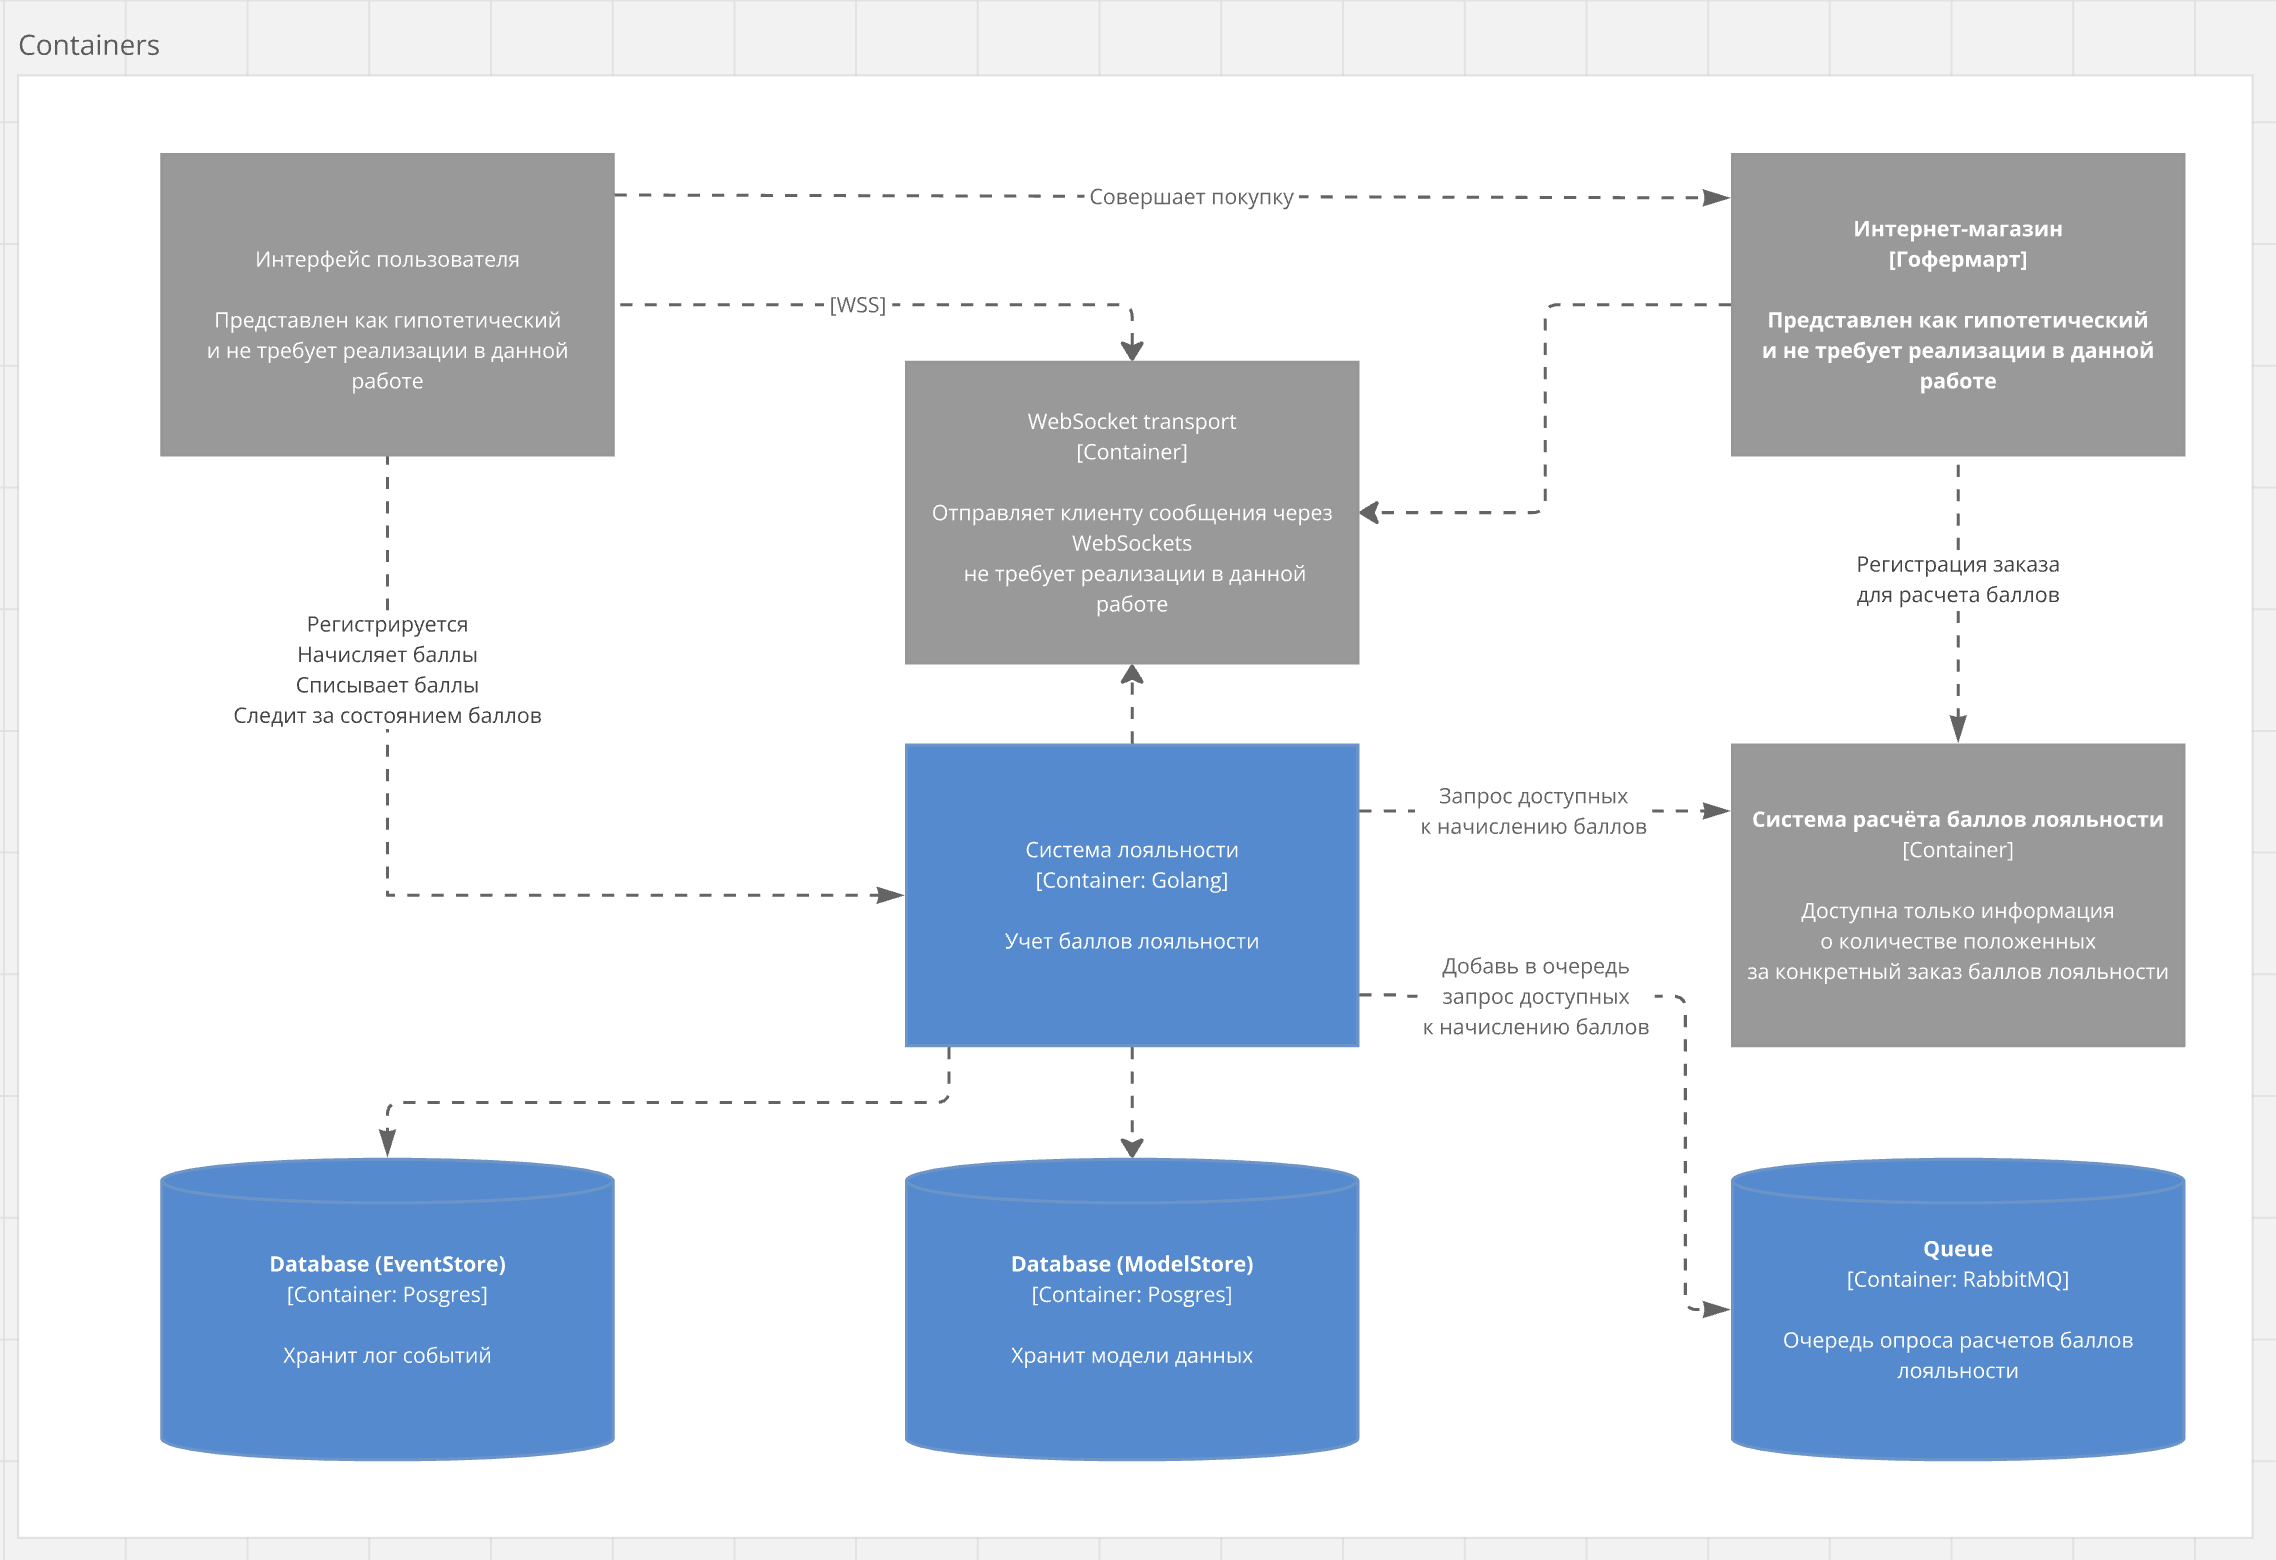 Containers
Совершает покупку
Интерфейс пользователя
Представлен как гипотетический
и не требует реализации в данной
работе
[WSS]
Интернет-магазин
[Гофермарт]
Представлен как гипотетический
и не требует реализации в данной
работе
WebSocket transport
[Container]
Отправляет клиенту сообщения через
WebSockets
не требует реализации в данной
работе
Регистрация заказа
для расчета баллов
Регистрируется
Начисляет баллы
Списывает баллы
Следит за состоянием баллов
Система лояльности
[Container: Golang]
Учет баллов лояльности
Запрос доступных
к начислению баллов
Система расчёта баллов лояльности
[Container]
Доступна только информация
о количестве положенных
за конкретный заказ баллов лояльности
Добавь в очередь
запрос доступных
к начислению баллов
Database (EventStore)
[Container: Posgres]
Хранит лог событий
Database (ModelStore)
[Container: Posgres]
Хранит модели данных
Queue
[Container: RabbitMQ]
Очередь опроса расчетов баллов
лояльности